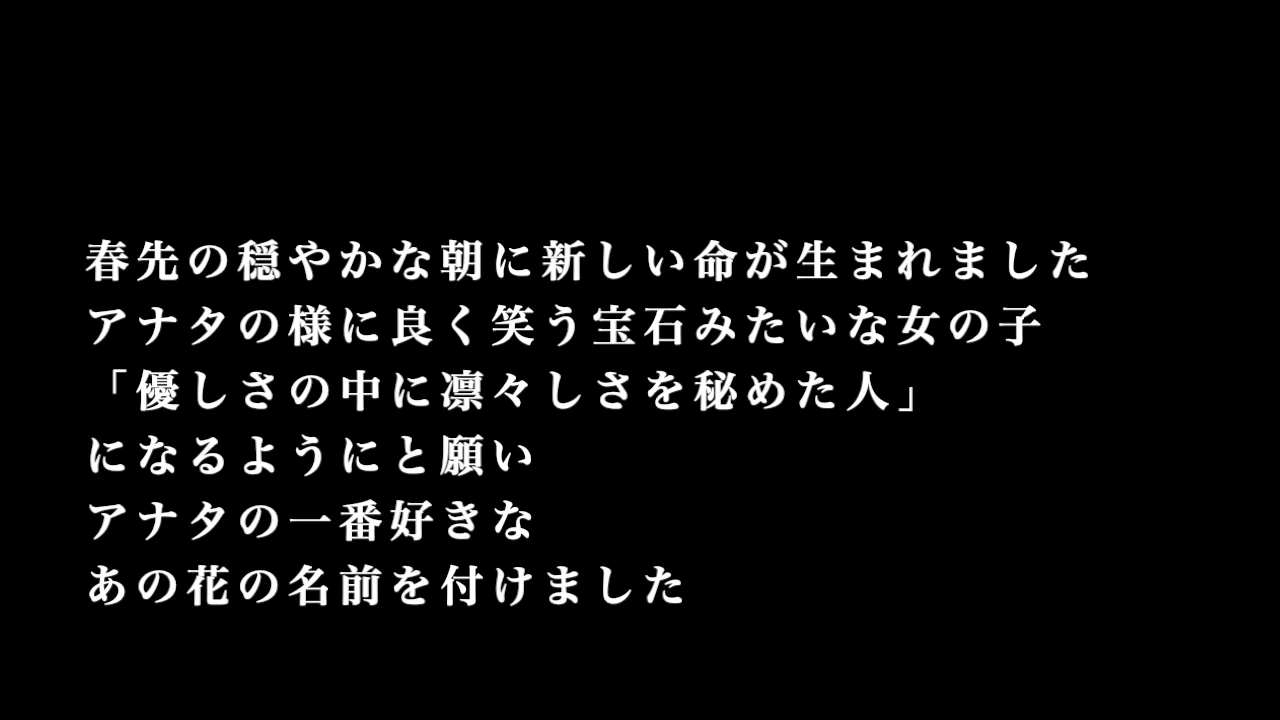 春先の穏やかな朝に新しい命が生まれました
アナタの様に良く笑う宝石みたいな女の子
「優しさの中に凛々しさを秘めた人」
になるようにと願い
アナタの一番好きな
あの花の名前を付けました